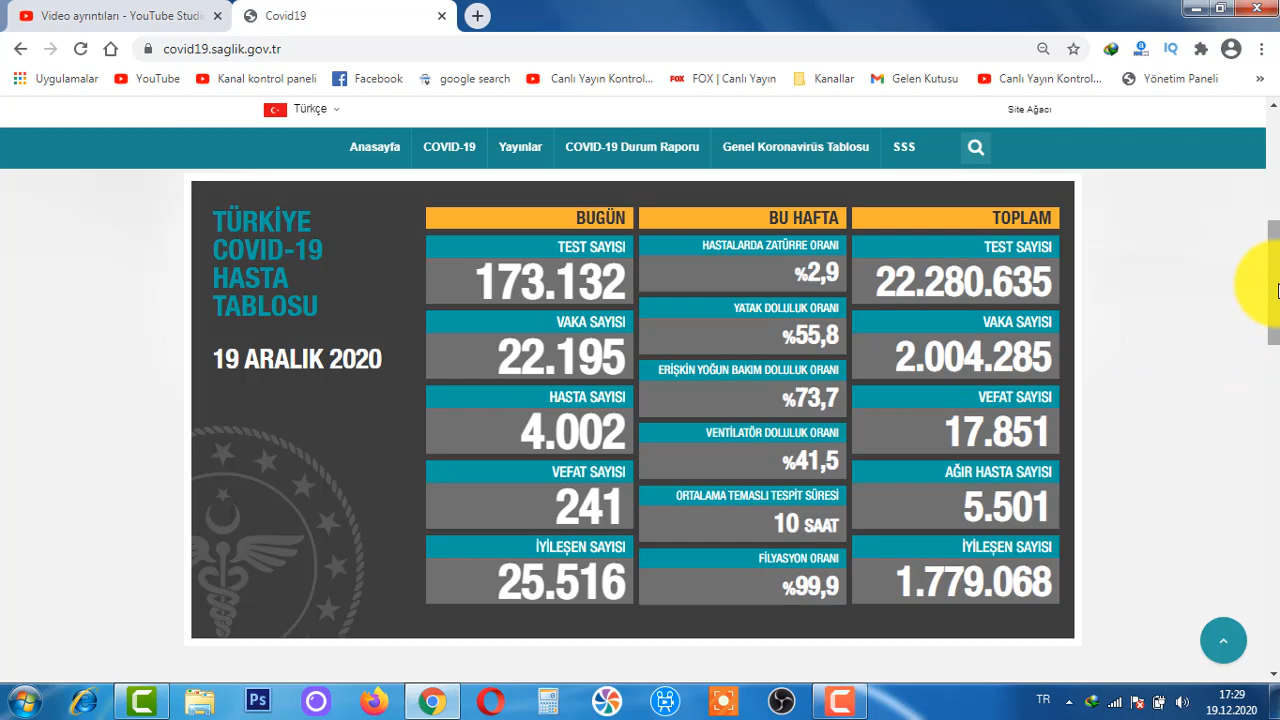 Video ayrıntıları - YouTube Studi
Covid19
covid19.saglik.gov.tr
IQ
Uygulamalar
YouTube
Kanal kontrol paneli
Facebook
google search
Canlı Yayın Kontrol...
FOX
FOX | Canlı Yayın
Kanallar
Gelen Kutusu
Canlı Yayın Kontrol...
Yönetim Paneli
»
Türkçe
Site Ağacı
Anasayfa
COVID-19
Yayınlar
COVID-19 Durum Raporu
Genel Koronavirüs Tablosu
SSS
TÜRKİYE
COVID-19
HASTA
TABLOSU
19 ARALIK 2020
BUGÜN
TEST SAYISI
173.132
VAKA SAYISI
22.195
HASTA SAYISI
4.002
VEFAT SAYISI
241
İYİLEŞEN SAYISI
25.516
BU HAFTA
HASTALARDA ZATÜRRE ORANI
%2,9
YATAK DOLULUK ORANI
%55,8
ERİŞKİN YOĞUN BAKIM DOLULUK ORANI
%73,7
VENTİLATÖR DOLULUK ORANI
%41,5
ORTALAMA TEMASLI TESPİT SÜRESİ
10 SAAT
FİLYASYON ORANI
%99,9
TOPLAM
TEST SAYISI
22.280.635
VAKA SAYISI
2.004.285
VEFAT SAYISI
17.851
AĞIR HASTA SAYISI
5.501
İYİLEŞEN SAYISI
1.779.068
Ps
TR
17:29
19.12.2020